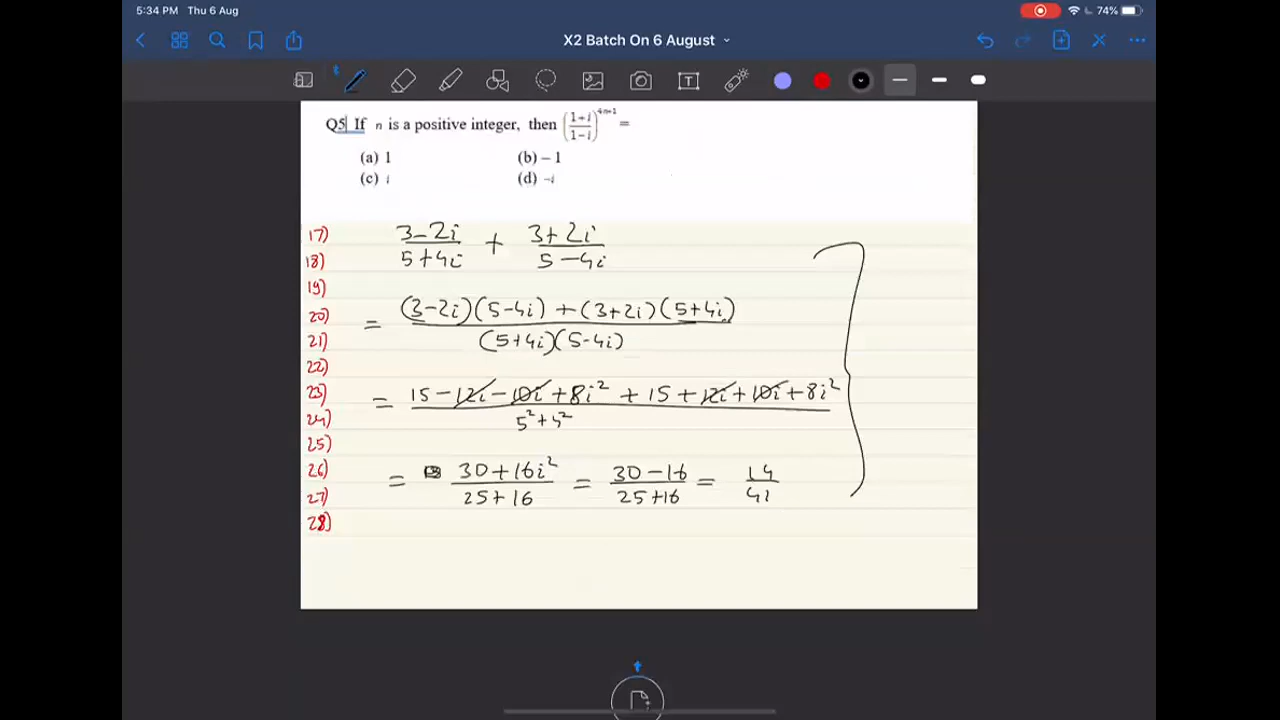 5:34 PM Thu 6 Aug 74%
X2 Batch On 6 August
Q5 If n is a positive integer, then ((1+i)/(1−i))^(4n+1) =
(a) 1 (b) – 1
(c) i (d) –i
17) (3-2i)/(5+4i) + (3+2i)/(5-4i)
18)
19)
20) = ((3-2i)(5-4i) + (3+2i)(5+4i))/((5+4i)(5-4i))
21)
22)
23) = (15 - 12i - 10i + 8i² + 15 + 12i + 10i + 8i²)/(5²+4²)
24)
25)
26) = (30+16i²)/(25+16) = (30-16)/(25+16) = 14/41
27)
28)